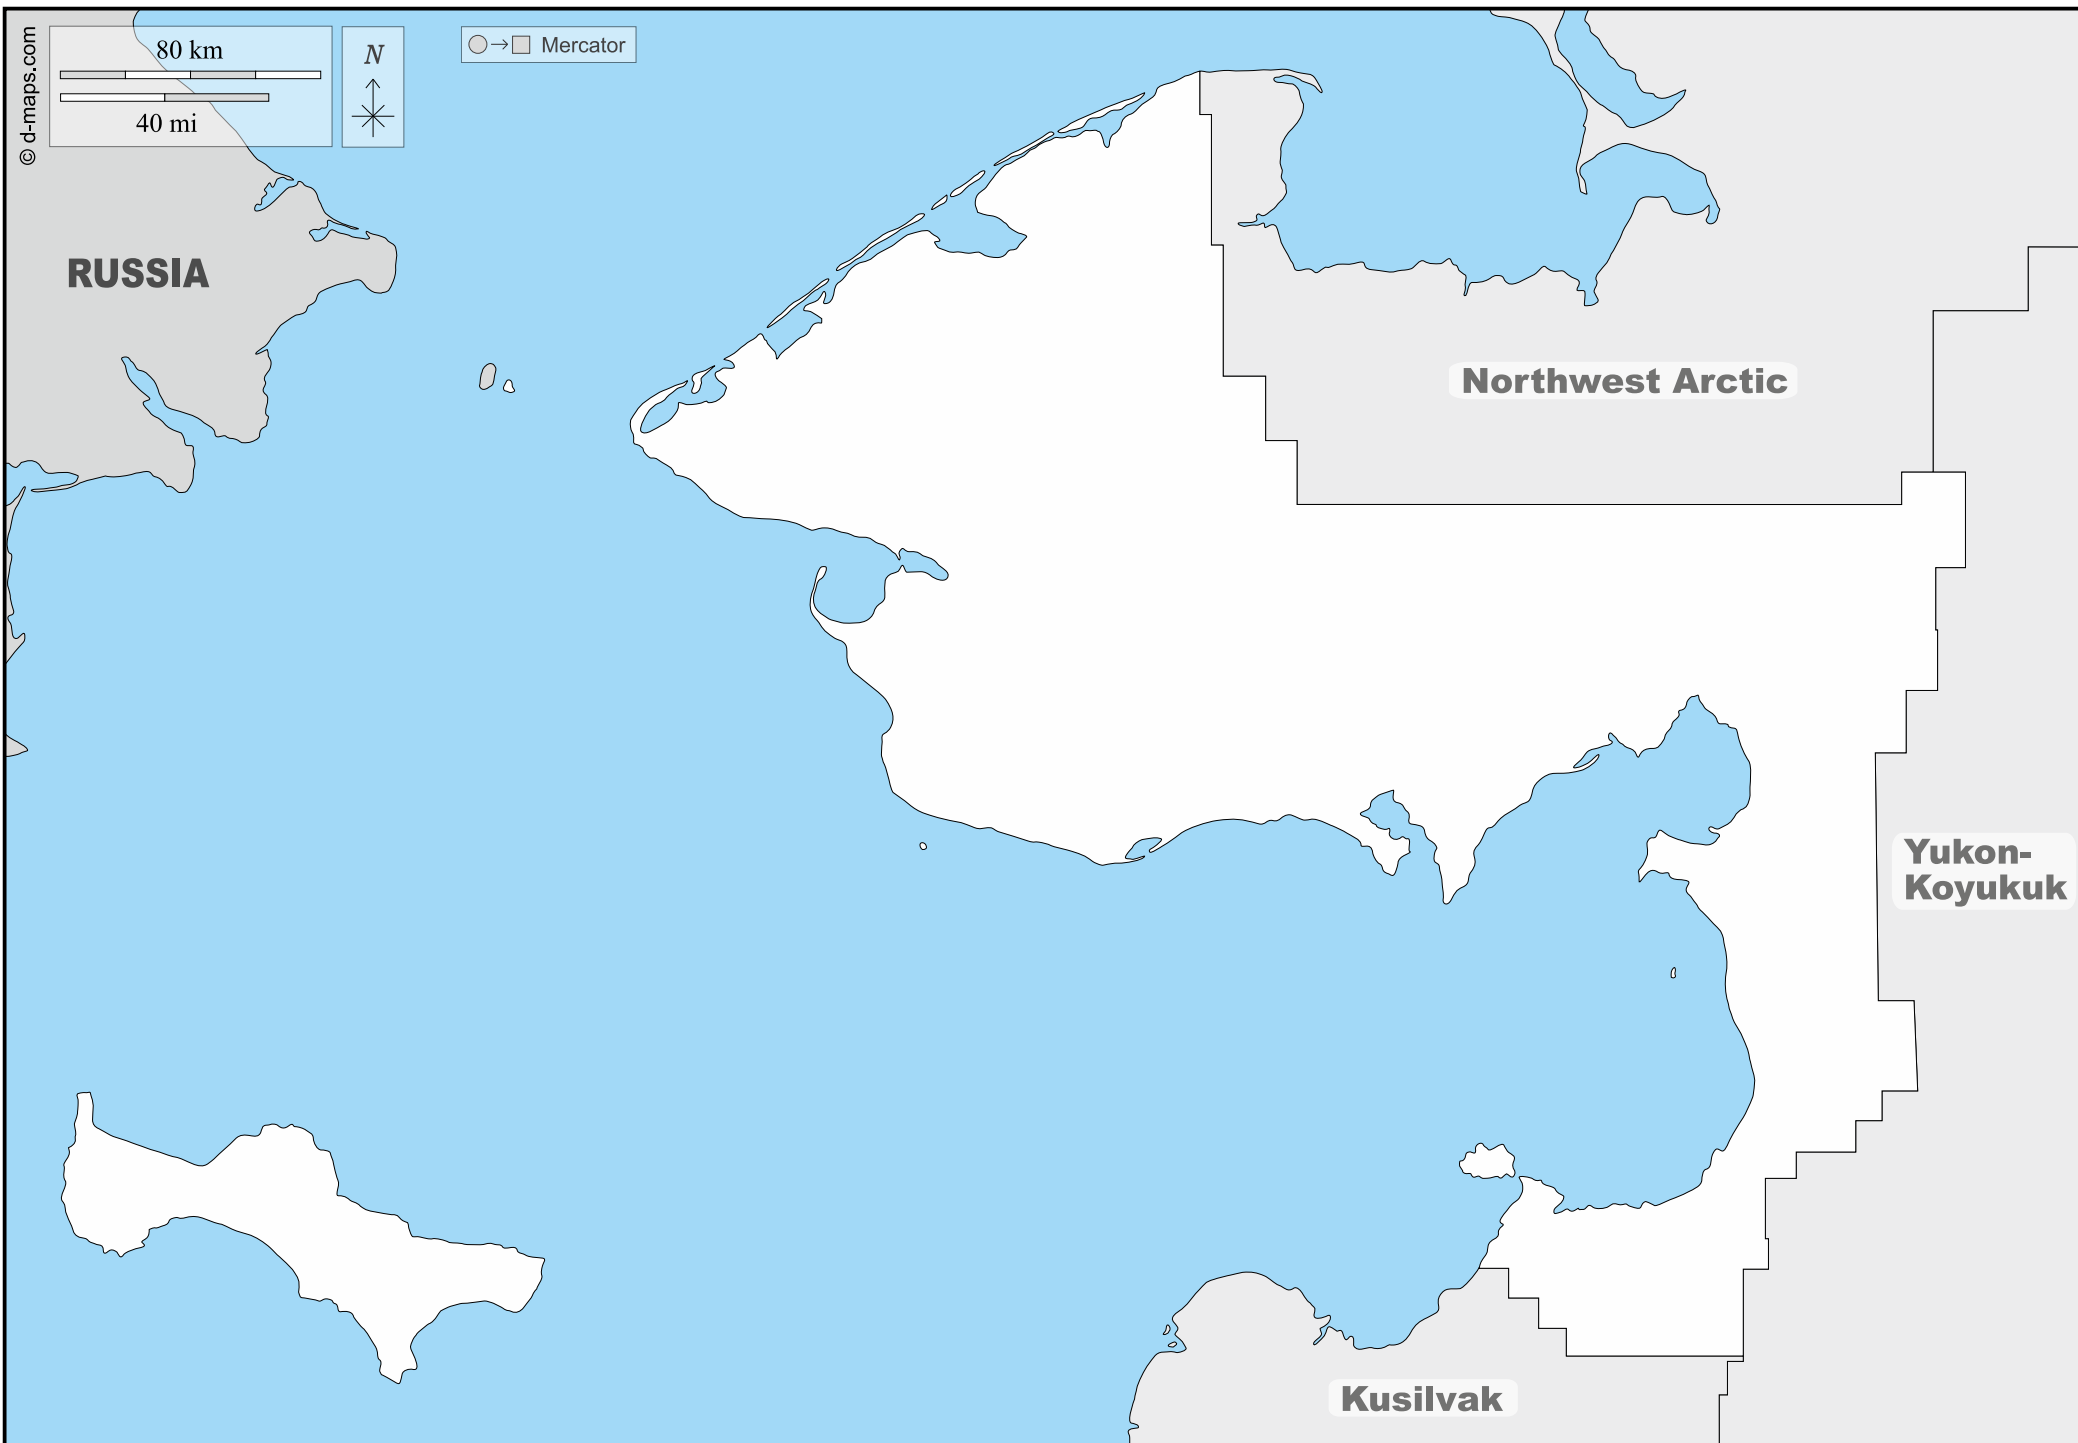 © d-maps.com
80 km
40 mi
N
Mercator
RUSSIA
Northwest Arctic
Yukon-
Koyukuk
Kusilvak